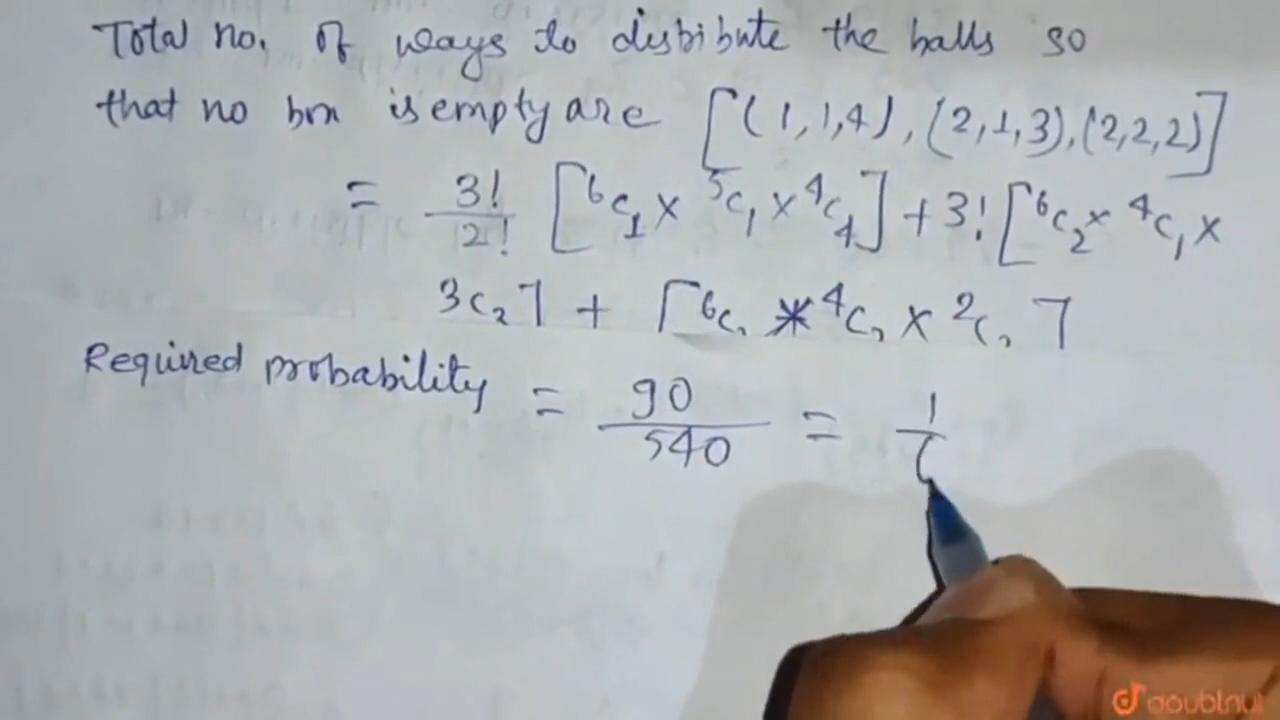 Total no. of ways to distribute the balls so
that no box is empty are [(1,1,4),(2,1,3),(2,2,2)]
= 3!/2! [⁶C₁ × ⁵C₁ × ⁴C₄] + 3! [⁶C₂ × ⁴C₁ ×
³C₂] + [⁶C₂ * ⁴C₂ × ²C₂]
Required probability = 90/540 = 1/
doubtnut